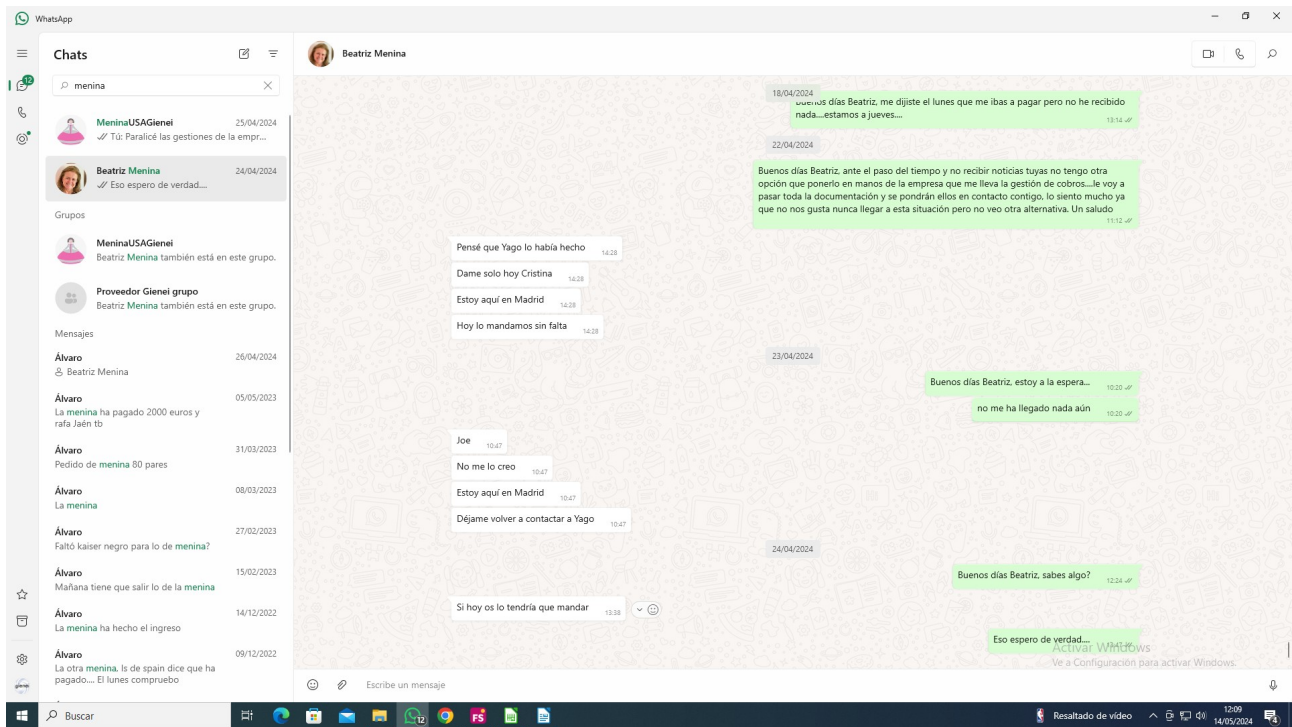 WhatsApp
Chats
12
menina
MeninaUSAGienei 25/04/2024
Tú: Paralicé las gestiones de la empr...
Beatriz Menina 24/04/2024
Eso espero de verdad....
Grupos
MeninaUSAGienei
Beatriz Menina también está en este grupo.
Proveedor Gienei grupo
Beatriz Menina también está en este grupo.
Mensajes
Álvaro 26/04/2024
Beatriz Menina
Álvaro 05/05/2023
La menina ha pagado 2000 euros y
rafa Jaén tb
Álvaro 31/03/2023
Pedido de menina 80 pares
Álvaro 08/03/2023
La menina
Álvaro 27/02/2023
Faltó kaiser negro para lo de menina?
Álvaro 15/02/2023
Mañana tiene que salir lo de la menina
Álvaro 14/12/2022
La menina ha hecho el ingreso
Álvaro 09/12/2022
La otra menina. Is de spain dice que ha
pagado.... El lunes compruebo
Beatriz Menina
18/04/2024
buenos días Beatriz, me dijiste el lunes que me ibas a pagar pero no he recibido
nada....estamos a jueves....
13:14
22/04/2024
Buenos días Beatriz, ante el paso del tiempo y no recibir noticias tuyas no tengo otra
opción que ponerlo en manos de la empresa que me lleva la gestión de cobros....le voy a
pasar toda la documentación y se pondrán ellos en contacto contigo, lo siento mucho ya
que no nos gusta nunca llegar a esta situación pero no veo otra alternativa. Un saludo
11:12
Pensé que Yago lo había hecho 14:28
Dame solo hoy Cristina 14:28
Estoy aquí en Madrid 14:28
Hoy lo mandamos sin falta 14:28
23/04/2024
Buenos días Beatriz, estoy a la espera... 10:20
no me ha llegado nada aún 10:20
Joe 10:47
No me lo creo 10:47
Estoy aquí en Madrid 10:47
Déjame volver a contactar a Yago 10:47
24/04/2024
Buenos días Beatriz, sabes algo? 12:24
Si hoy os lo tendría que mandar 13:38
Eso espero de verdad....
Activar Windows
Ve a Configuración para activar Windows.
Escribe un mensaje
Buscar
12
FS
Resaltado de vídeo
12:09
14/05/2024
4